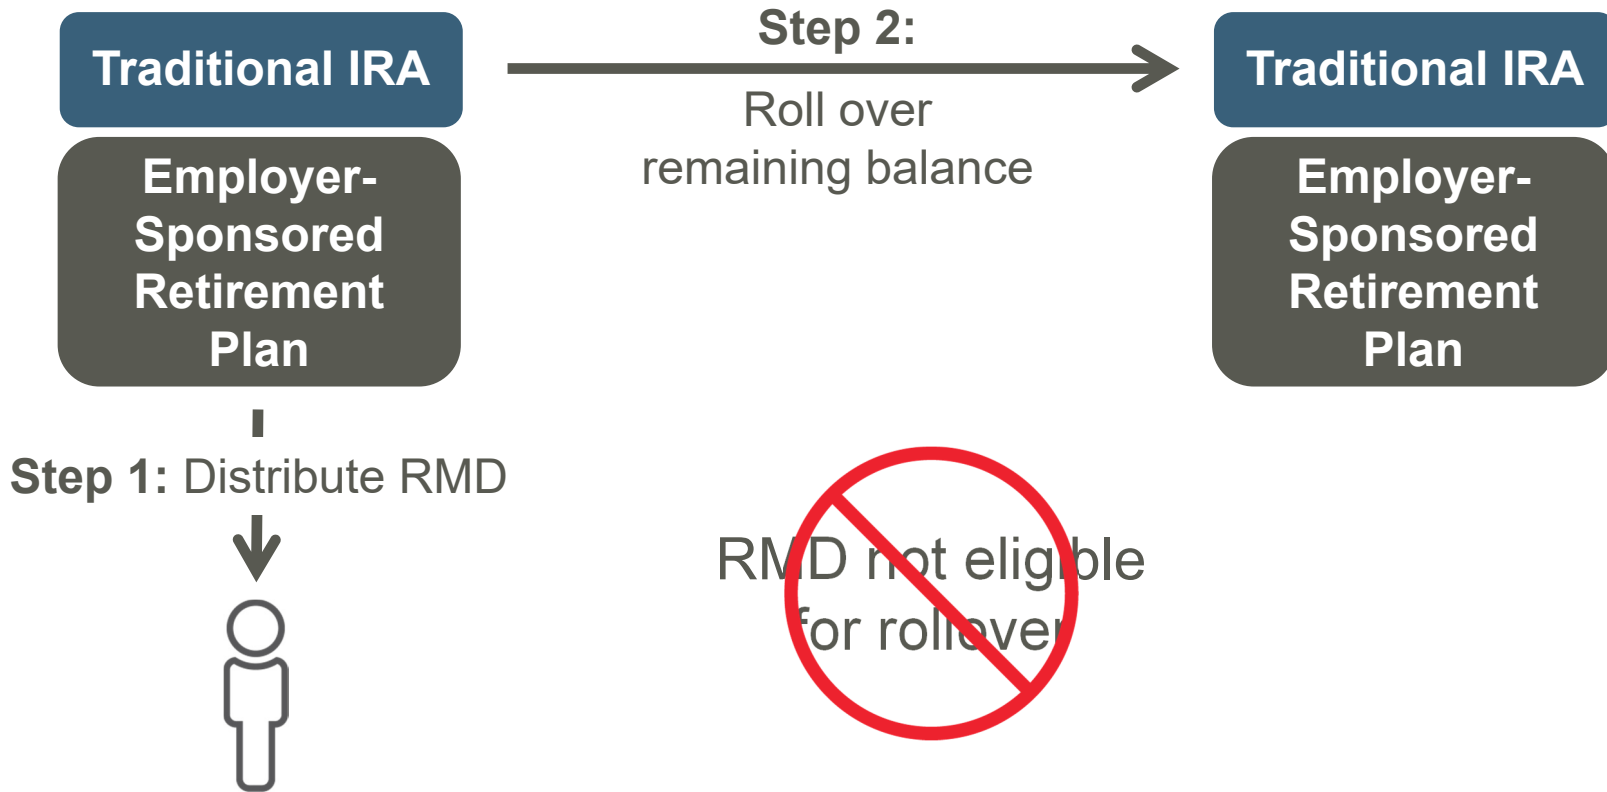 Traditional IRA
Employer-
Sponsored
Retirement
Plan
Step 1: Distribute RMD
Step 2:
Roll over
remaining balance
Traditional IRA
Employer-
Sponsored
Retirement
Plan
RMD not eligible
for rollover